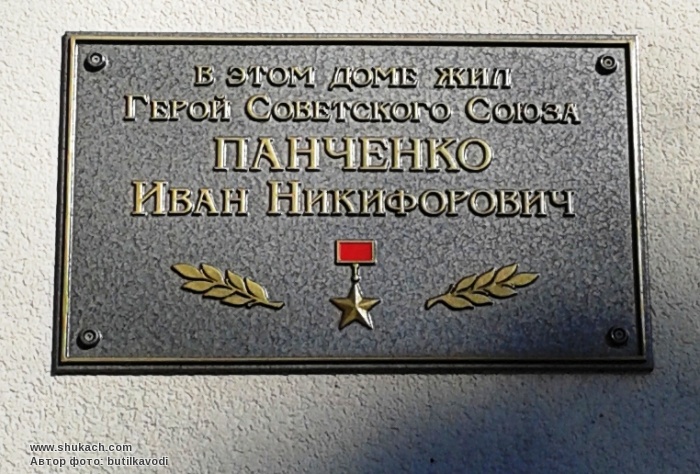 В ЭТОМ ДОМЕ ЖИЛ
ГЕРОЙ СОВЕТСКОГО СОЮЗА
ПАНЧЕНКО
ИВАН НИКИФОРОВИЧ
www.shukach.com
Автор фото: butilkavodi